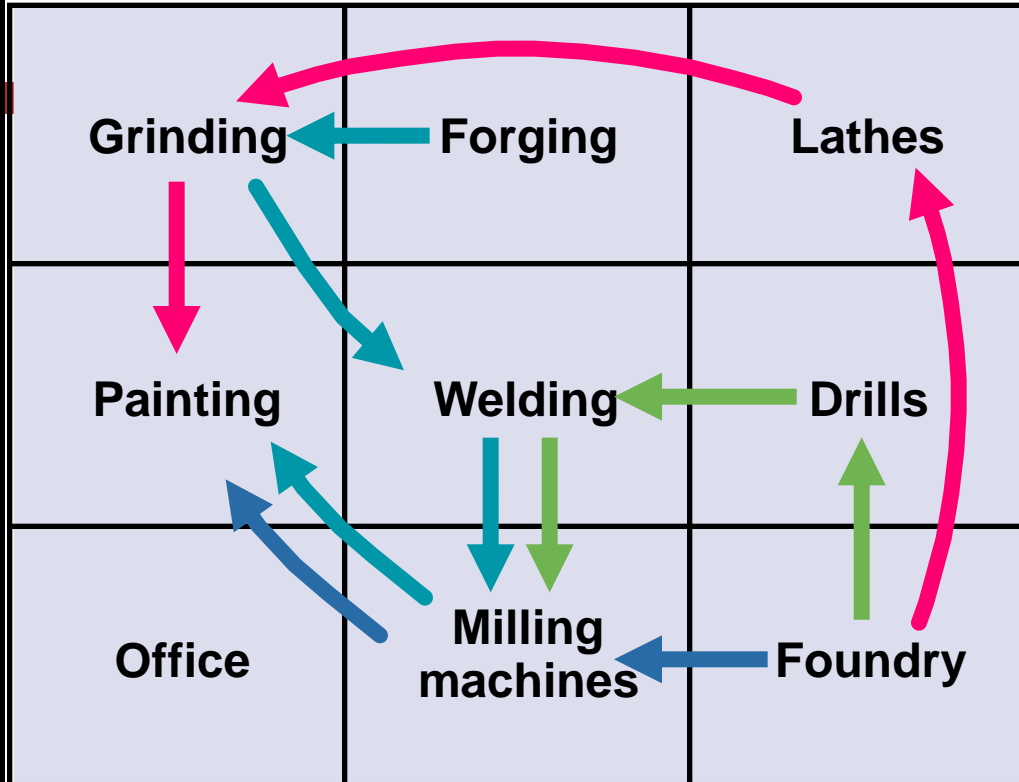 Grinding
Forging
Lathes
Painting
Welding
Drills
Office
Milling
machines
Foundry